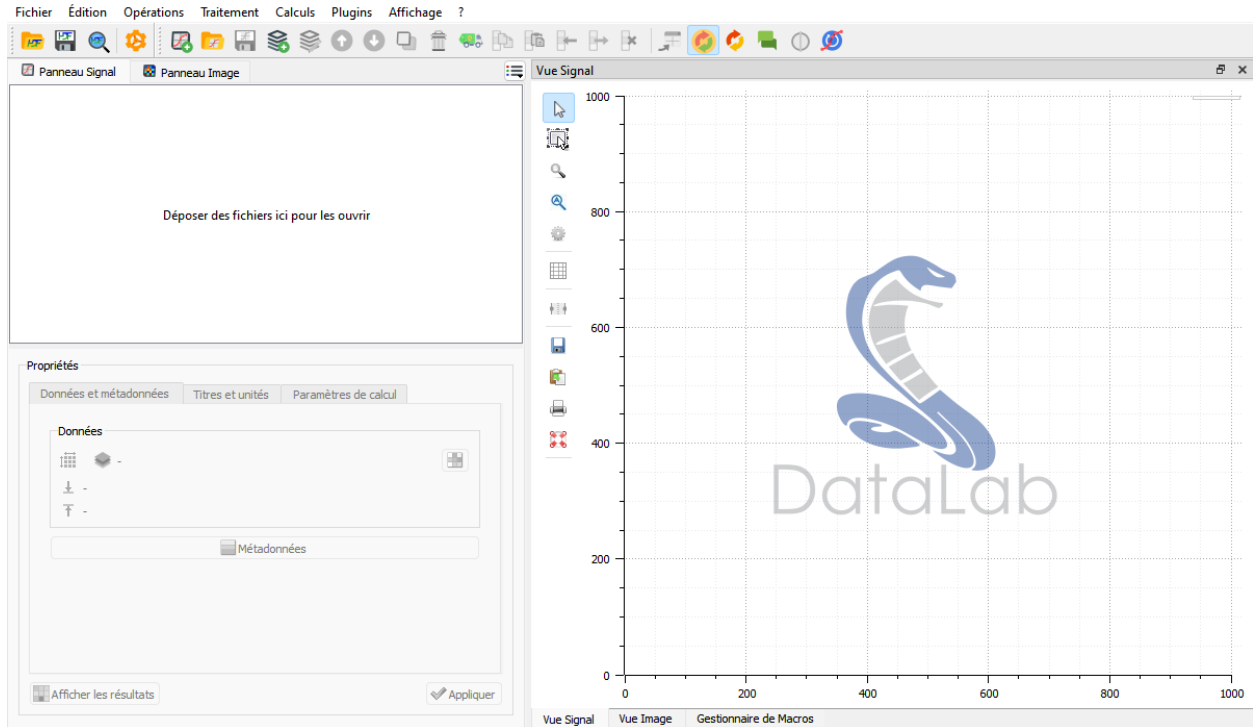 Fichier Édition Opérations Traitement Calculs Plugins Affichage ?
Panneau Signal Panneau Image
Vue Signal
Déposer des fichiers ici pour les ouvrir
Propriétés
Données et métadonnées Titres et unités Paramètres de calcul
Données
-
-
-
Métadonnées
Afficher les résultats Appliquer
1000
800
600
400
200
0
0 200 400 600 800 1000
DataLab
Vue Signal Vue Image Gestionnaire de Macros